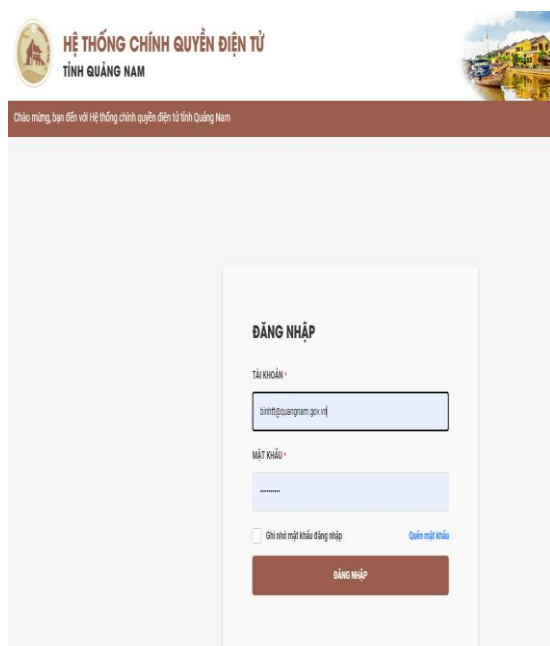 HỆ THỐNG CHÍNH QUYỀN ĐIỆN TỬ
TỈNH QUẢNG NAM
Chào mừng, bạn đến với Hệ thống chính quyền điện tử tỉnh Quảng Nam
ĐĂNG NHẬP
TÀI KHOẢN *
binhtt@quangnam.gov.vn
MẬT KHẨU *
Ghi nhớ mật khẩu đăng nhập
Quên mật khẩu
ĐĂNG NHẬP